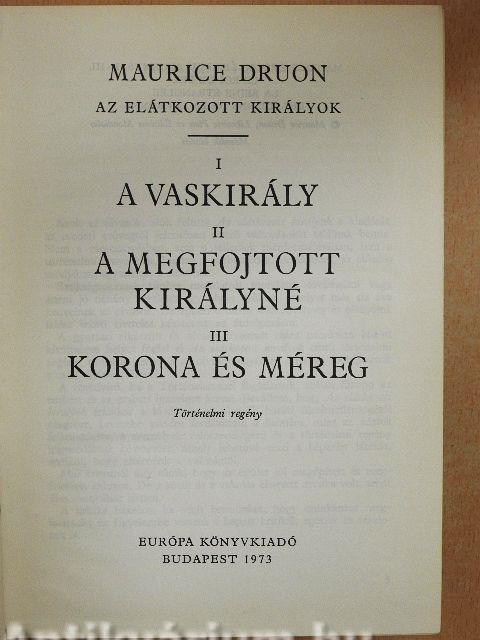 MAURICE DRUON
AZ ELÁTKOZOTT KIRÁLYOK
I
A VASKIRÁLY
II
A MEGFOJTOTT
KIRÁLYNÉ
III
KORONA ÉS MÉREG
Történelmi regény
EURÓPA KÖNYVKIADÓ
BUDAPEST 1973